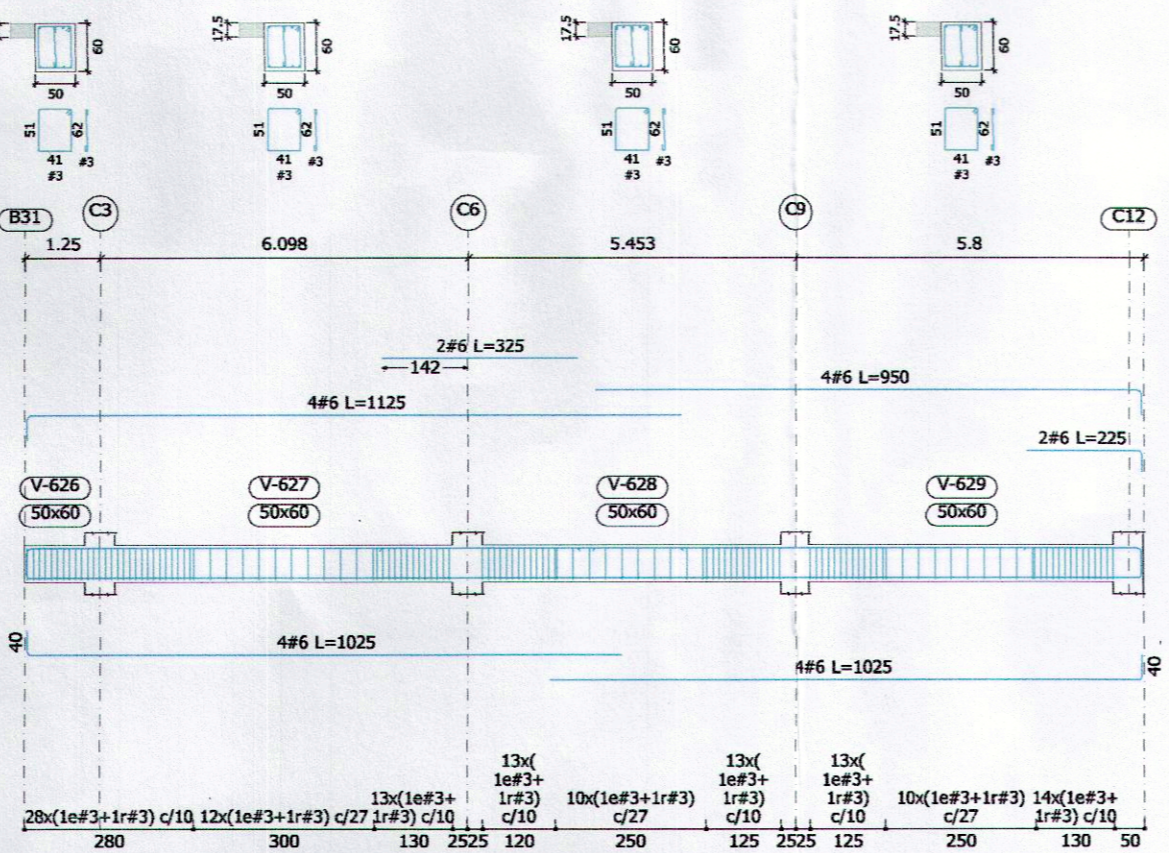 17.5 17.5 17.5
60 60 60 60
50 50 50 50
51 62 51 62 51 62 51 62
41 #3 41 #3 41 #3 41 #3
#3 #3 #3 #3
B31 C3 C6 C9 C12
1.25 6.098 5.453 5.8
2#6 L=325
142
4#6 L=950
4#6 L=1125
2#6 L=225
V-626 V-627 V-628 V-629
50x60 50x60 50x60 50x60
40 4#6 L=1025
4#6 L=1025 40
28x(1e#3+1r#3) c/10
12x(1e#3+1r#3) c/27
13x(1e#3+
1r#3) c/10
13x(
1e#3+
1r#3)
c/10
10x(1e#3+1r#3)
c/27
13x(
1e#3+
1r#3)
c/10
13x(
1e#3+
1r#3)
c/10
10x(1e#3+1r#3)
c/27
14x(1e#3+
1r#3) c/10
280 300 130 2525 120 250 125 2525 125 250 130 50